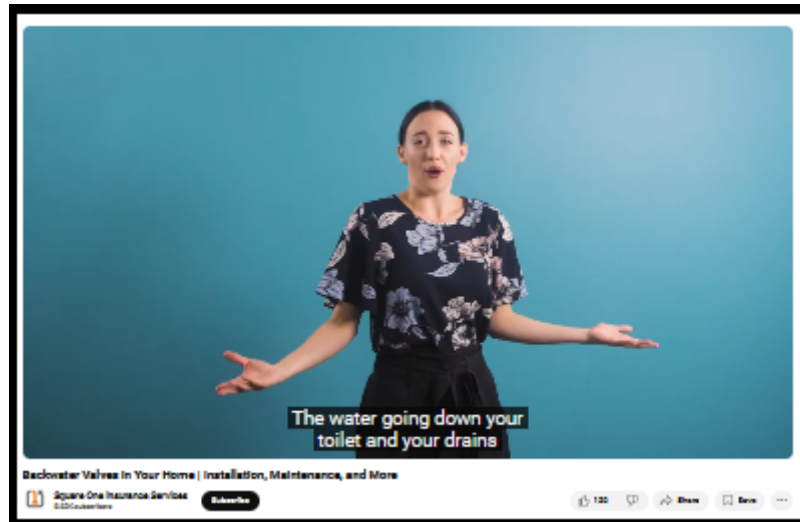 The water going down your
toilet and your drains
Backwater Valves In Your Home | Installation, Maintenance, and More
Square One Insurance Services
subscribers
Subscribe
Share
Save